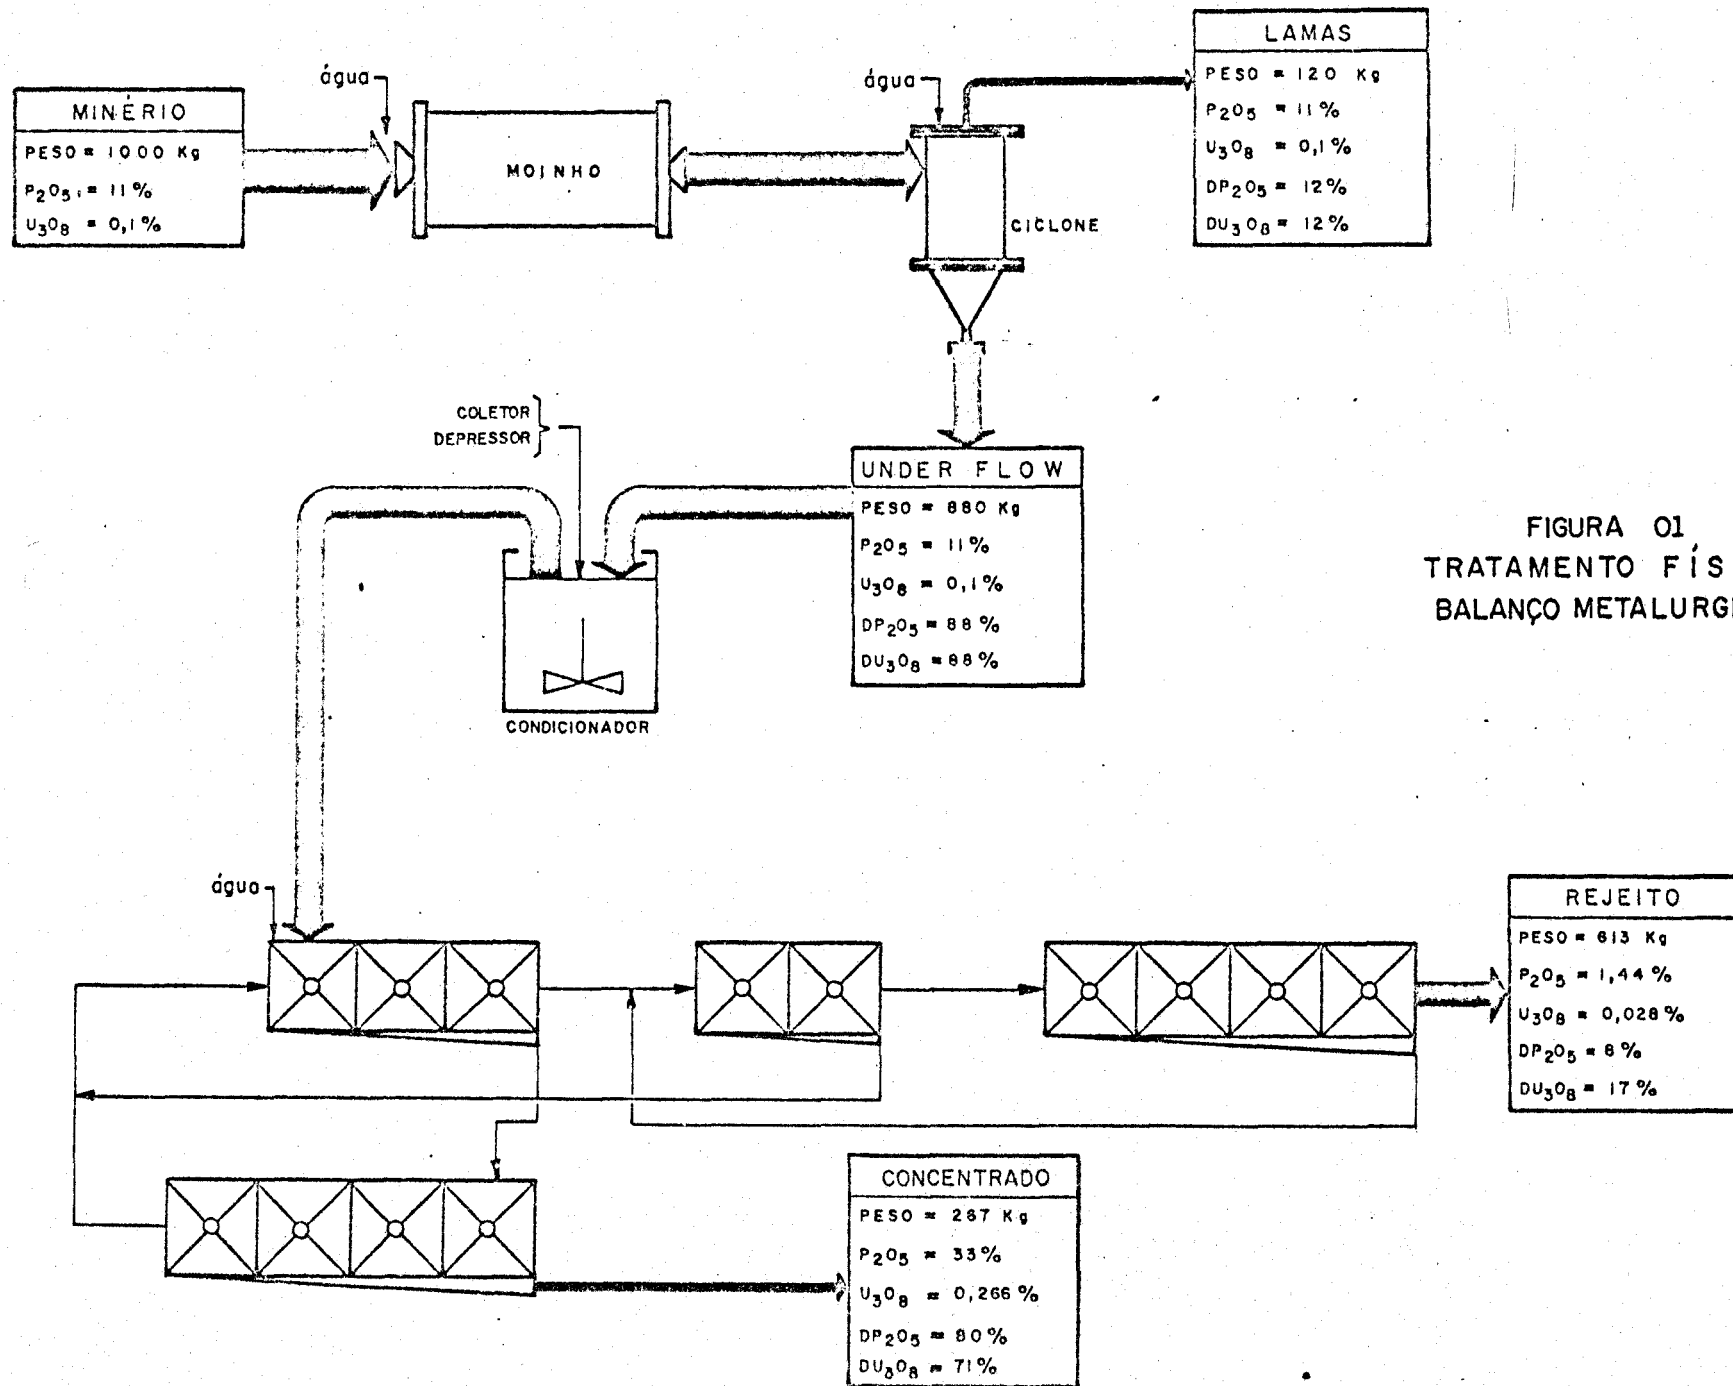 MINÉRIO
PESO = 1000 Kg
P2O5 = 11%
U3O8 = 0,1%
água
MOINHO
água
CICLONE
LAMAS
PESO = 120 Kg
P2O5 = 11%
U3O8 = 0,1%
DP2O5 = 12%
DU3O8 = 12%
COLETOR
DEPRESSOR
CONDICIONADOR
UNDER FLOW
PESO = 880 Kg
P2O5 = 11%
U3O8 = 0,1%
DP2O5 = 88%
DU3O8 = 88%
FIGURA 01
TRATAMENTO FÍS
BALANÇO METALURG
água
REJEITO
PESO = 613 Kg
P2O5 = 1,44%
U3O8 = 0,028%
DP2O5 = 8%
DU3O8 = 17%
CONCENTRADO
PESO = 267 Kg
P2O5 = 33%
U3O8 = 0,266%
DP2O5 = 80%
DU3O8 = 71%